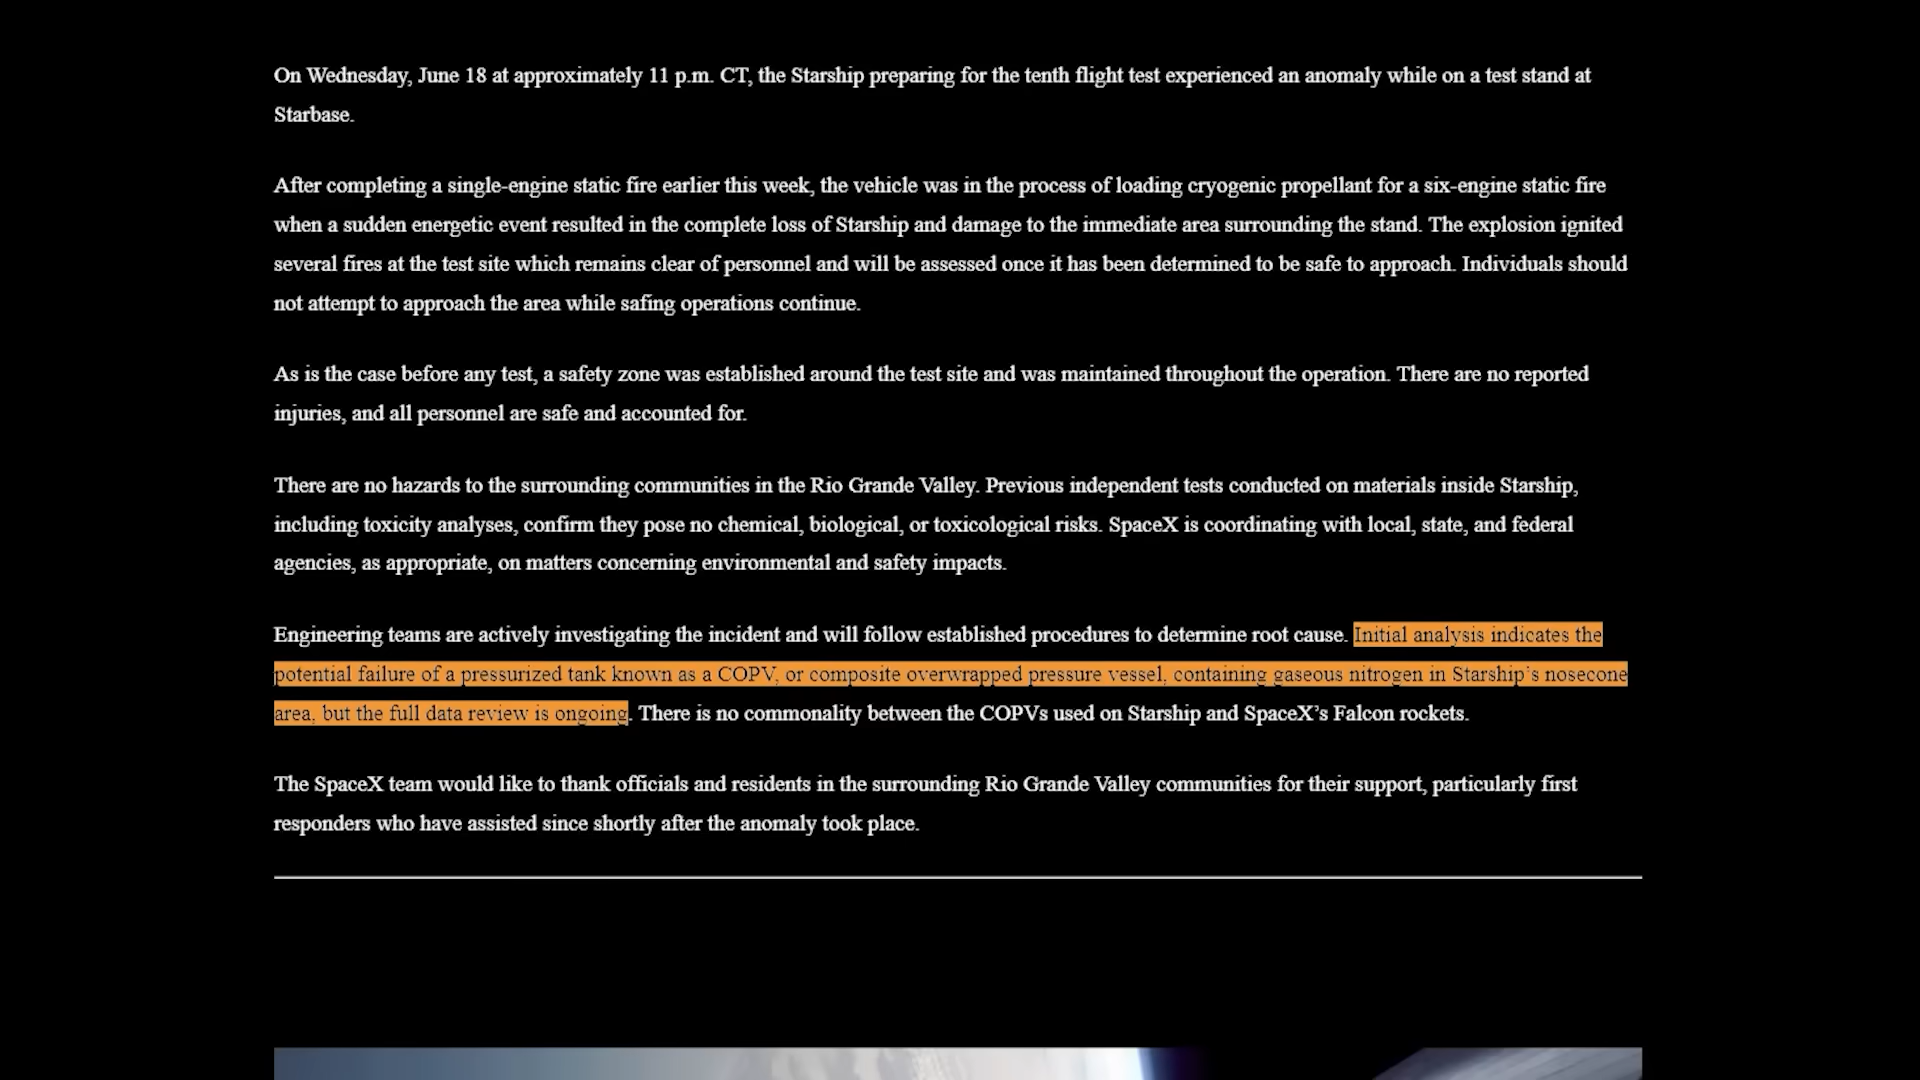 On Wednesday, June 18 at approximately 11 p.m. CT, the Starship preparing for the tenth flight test experienced an anomaly while on a test stand at
Starbase.
After completing a single-engine static fire earlier this week, the vehicle was in the process of loading cryogenic propellant for a six-engine static fire
when a sudden energetic event resulted in the complete loss of Starship and damage to the immediate area surrounding the stand. The explosion ignited
several fires at the test site which remains clear of personnel and will be assessed once it has been determined to be safe to approach. Individuals should
not attempt to approach the area while safing operations continue.
As is the case before any test, a safety zone was established around the test site and was maintained throughout the operation. There are no reported
injuries, and all personnel are safe and accounted for.
There are no hazards to the surrounding communities in the Rio Grande Valley. Previous independent tests conducted on materials inside Starship,
including toxicity analyses, confirm they pose no chemical, biological, or toxicological risks. SpaceX is coordinating with local, state, and federal
agencies, as appropriate, on matters concerning environmental and safety impacts.
Engineering teams are actively investigating the incident and will follow established procedures to determine root cause. Initial analysis indicates the
potential failure of a pressurized tank known as a COPV, or composite overwrapped pressure vessel, containing gaseous nitrogen in Starship's nosecone
area, but the full data review is ongoing. There is no commonality between the COPVs used on Starship and SpaceX's Falcon rockets.
The SpaceX team would like to thank officials and residents in the surrounding Rio Grande Valley communities for their support, particularly first
responders who have assisted since shortly after the anomaly took place.